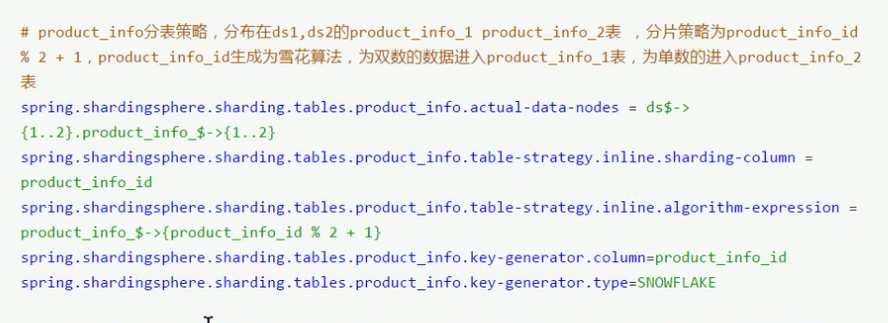 # product_info分表策略，分布在ds1,ds2的product_info_1 product_info_2表 ，分片策略为product_info_id
% 2 + 1，product_info_id生成为雪花算法，为双数的数据进入product_info_1表，为单数的进入product_info_2
表
spring.shardingsphere.sharding.tables.product_info.actual-data-nodes = ds$->
{1..2}.product_info_$->{1..2}
spring.shardingsphere.sharding.tables.product_info.table-strategy.inline.sharding-column =
product_info_id
spring.shardingsphere.sharding.tables.product_info.table-strategy.inline.algorithm-expression =
product_info_$->{product_info_id % 2 + 1}
spring.shardingsphere.sharding.tables.product_info.key-generator.column=product_info_id
spring.shardingsphere.sharding.tables.product_info.key-generator.type=SNOWFLAKE